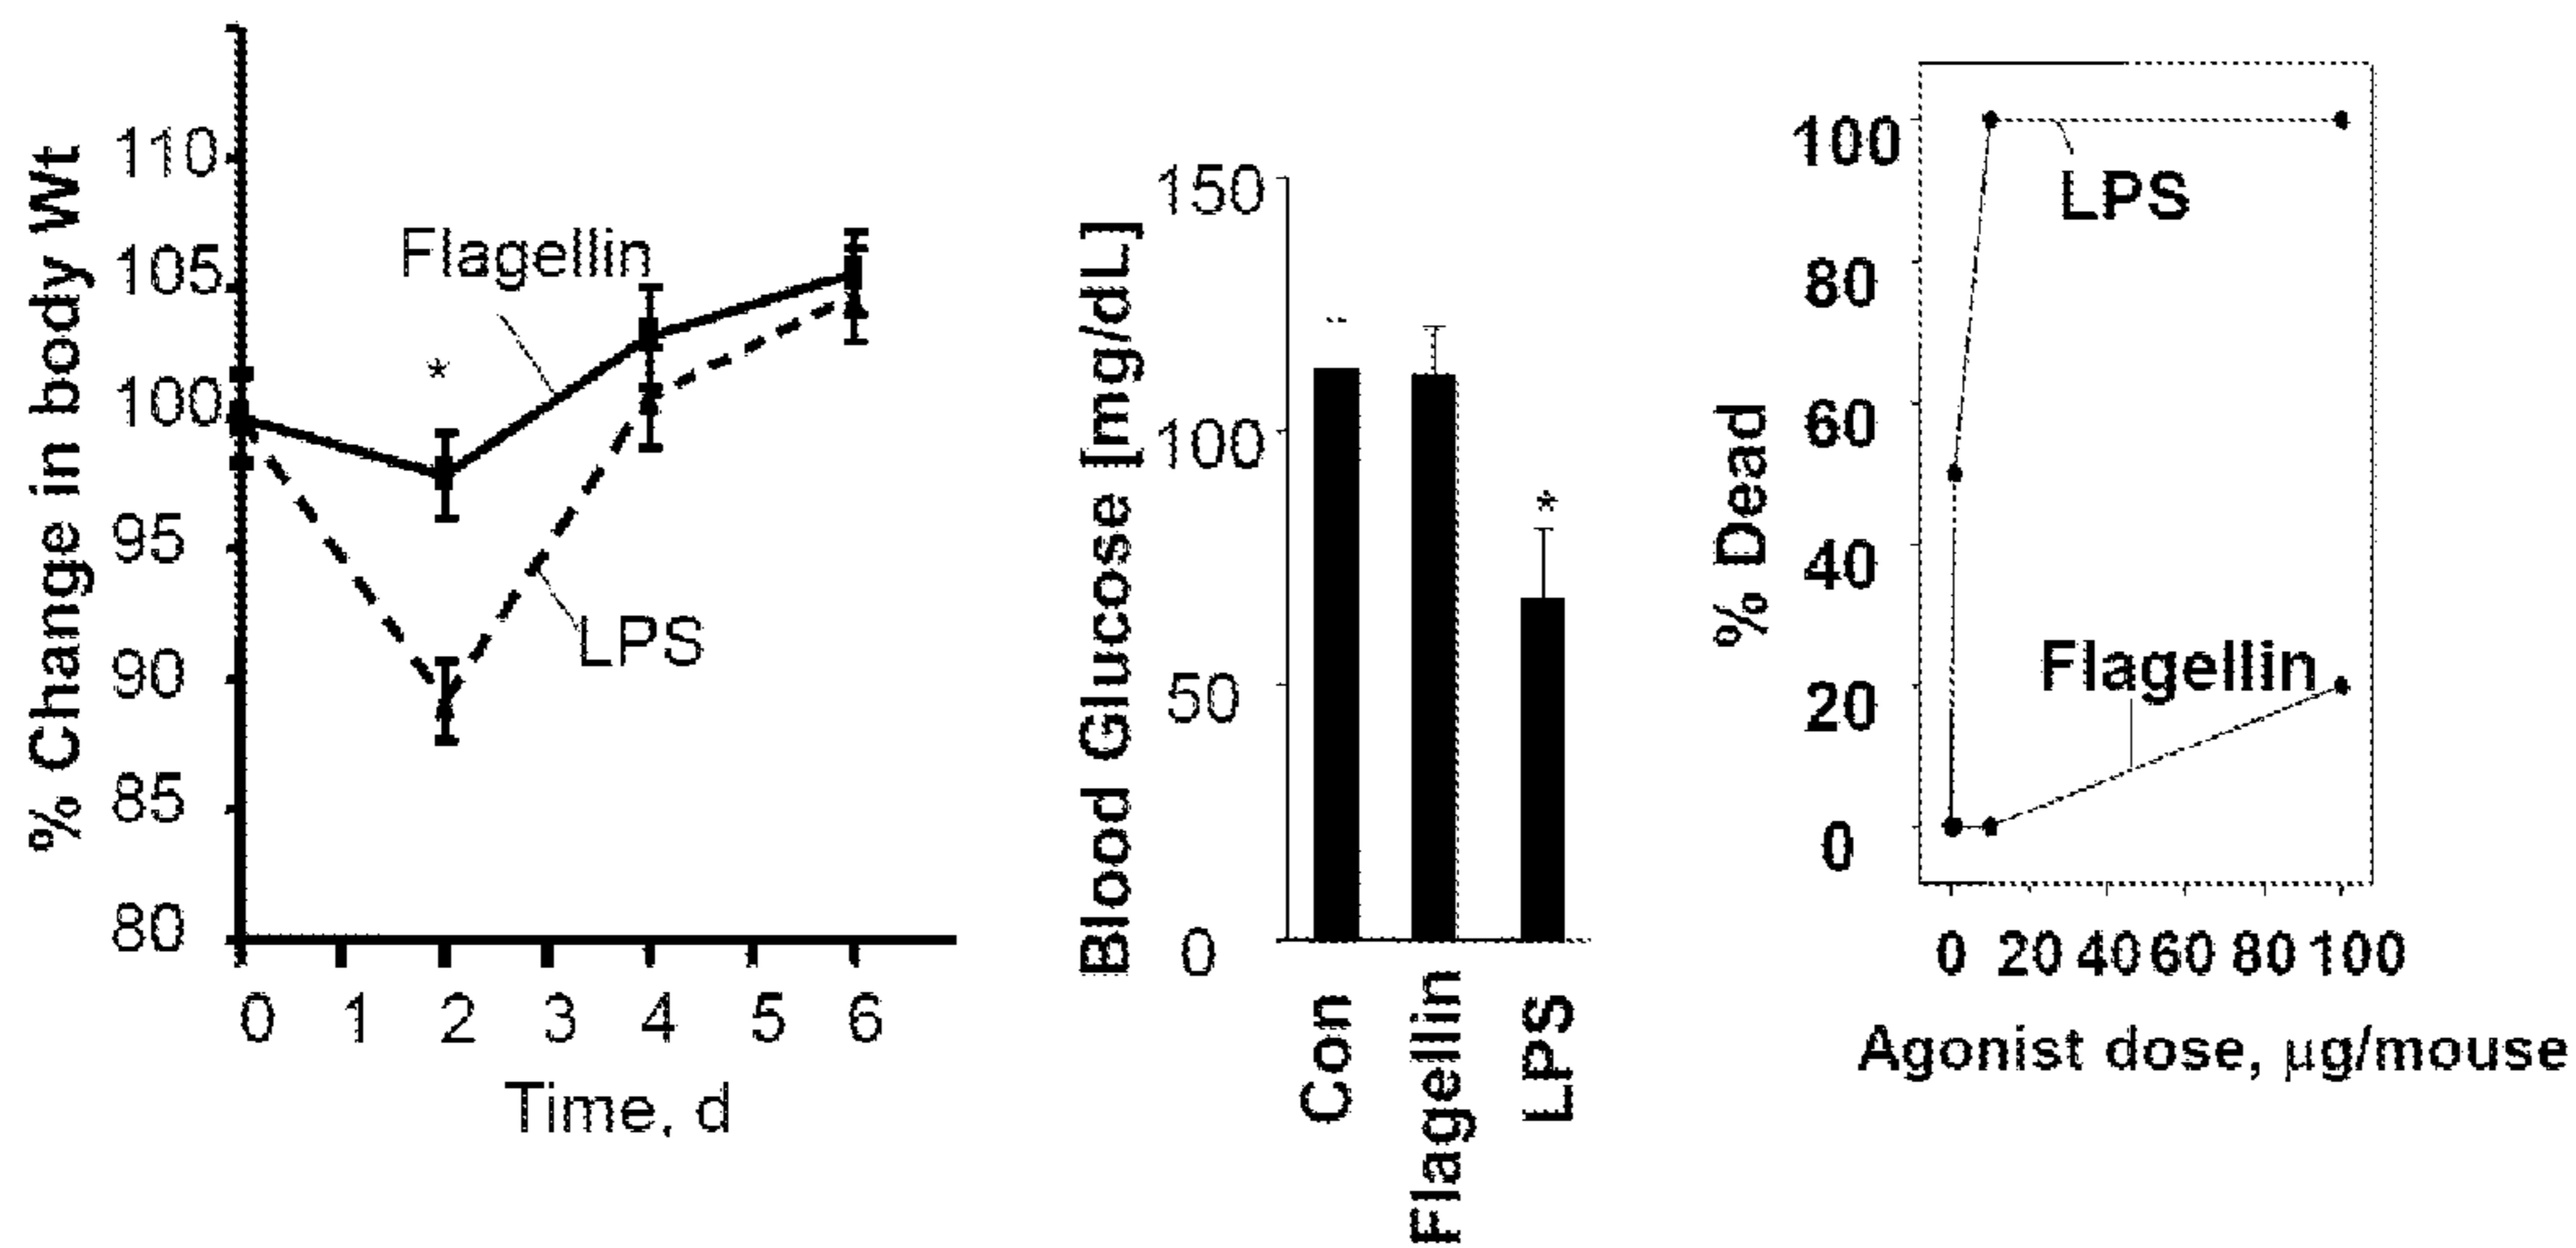 % Change in body Wt
110
105
100
95
90
85
80
Flagellin
*
LPS
0 1 2 3 4 5 6
Time, d
Blood Glucose [mg/dL]
150
100
50
0
*
Con
Flagellin
LPS
% Dead
100
80
60
40
20
0
LPS
Flagellin
0 20 40 60 80 100
Agonist dose, µg/mouse